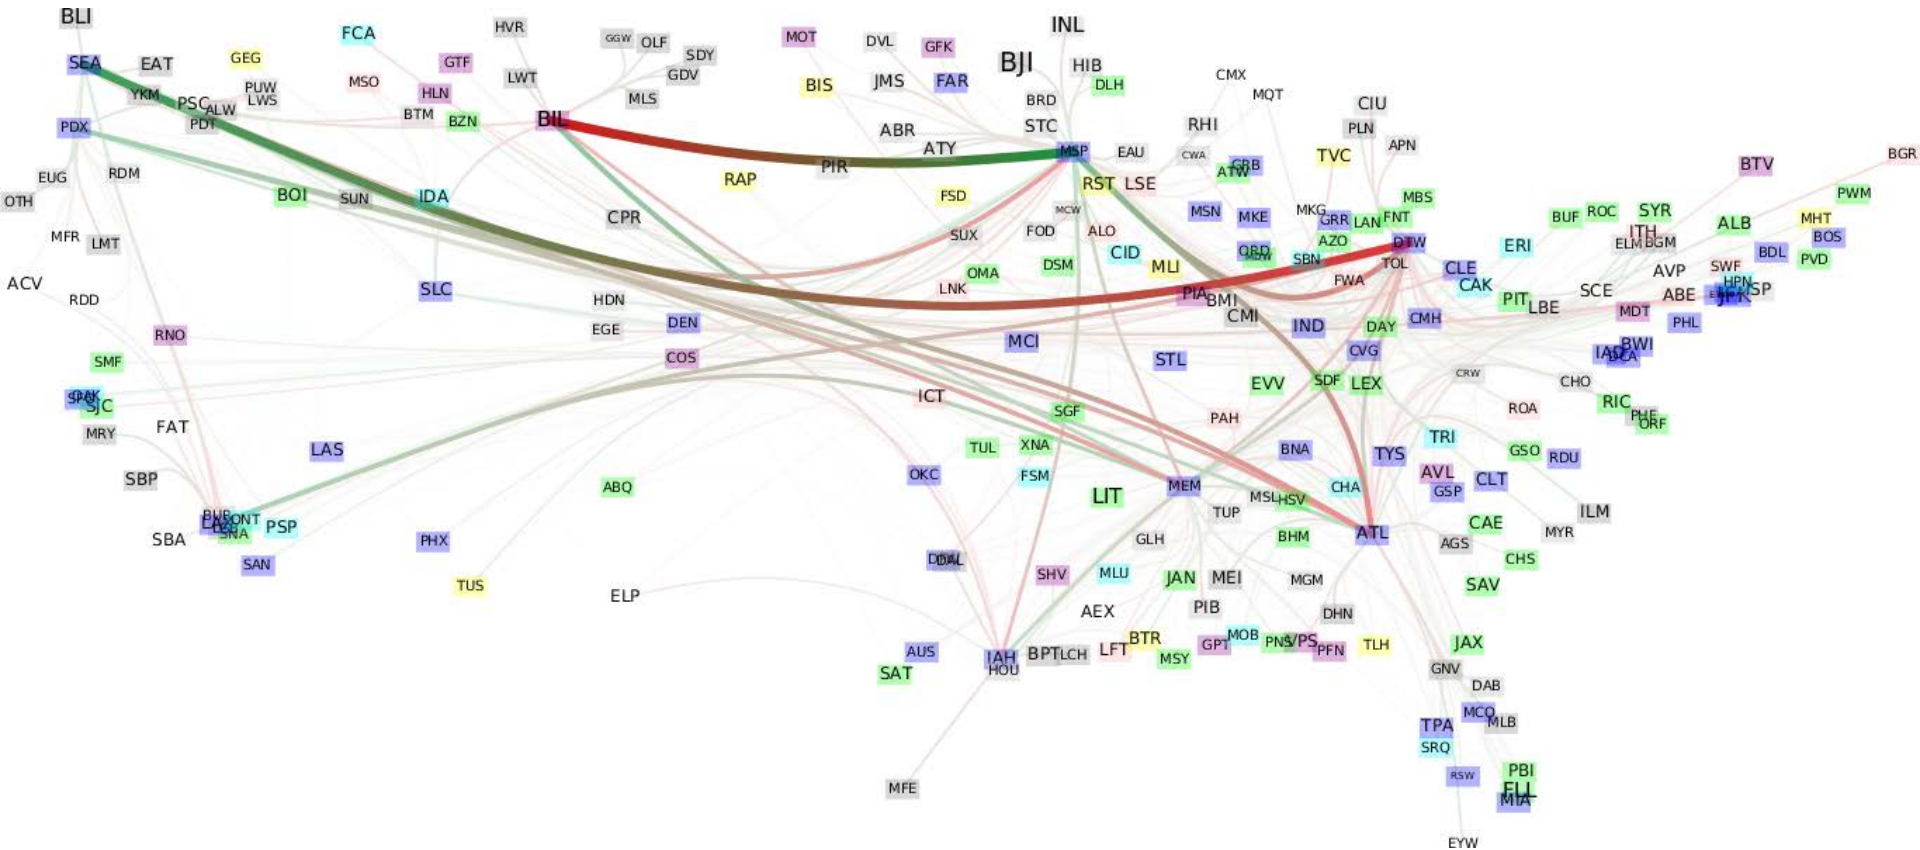 BLI
SEA
EAT
GEG
FCA
GTF
HVR
GGW
OLF
SDY
GDV
MLS
LWT
MSO
HLN
BTM
BZN
BIL
YKM
PSC
ALW
PDT
PUW
LWS
PDX
EUG
RDM
OTH
MFR
LMT
ACV
RDD
BOI
SUN
IDA
SLC
RNO
SMF
SJC
MRY
FAT
SBP
SBA
LAS
BUR
ONT
SNA
PSP
SAN
PHX
TUS
ELP
ABQ
CPR
HDN
EGE
DEN
COS
RAP
PIR
MOT
BIS
DVL
GFK
JMS
FAR
ABR
ATY
FSD
SUX
OMA
LNK
MCI
ICT
TUL
OKC
DAL
AUS
SAT
IAH
HOU
MFE
INL
BJI
HIB
DLH
BRD
STC
MSP
EAU
RST
LSE
MCW
FOD
ALO
DSM
CID
MLI
STL
SGF
XNA
FSM
LIT
SHV
MLU
AEX
BPT
LCH
LFT
BTR
MSY
CMX
MQT
RHI
CWA
ATW
GRB
MSN
MKE
ORD
MKG
GRR
LAN
FNT
MBS
AZO
SBN
DTW
TOL
FWA
PIA
BMI
CMI
IND
DAY
CMH
CVG
SDF
LEX
EVV
PAH
BNA
MEM
TUP
MSL
HSV
CHA
ATL
GLH
JAN
MEI
BHM
MGM
PIB
DHN
GPT
MOB
PNS
VPS
PFN
TLH
CIU
PLN
APN
TVC
CLE
CAK
ERI
PIT
LBE
BUF
ROC
SYR
ITH
ELM
BGM
ALB
BTV
BGR
PWM
MHT
BOS
BDL
PVD
AVP
SWF
HPN
SCE
ABE
ISP
JFK
MDT
PHL
BWI
IAD
DCA
CRW
CHO
RIC
PHF
ORF
ROA
TRI
TYS
AVL
GSP
CLT
GSO
RDU
ILM
MYR
CAE
AGS
CHS
SAV
JAX
GNV
DAB
MCO
MLB
TPA
SRQ
RSW
PBI
FLL
MIA
EYW